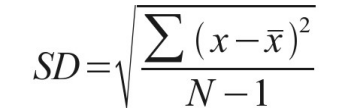 SD = √(∑(x − x̄)² / (N − 1))